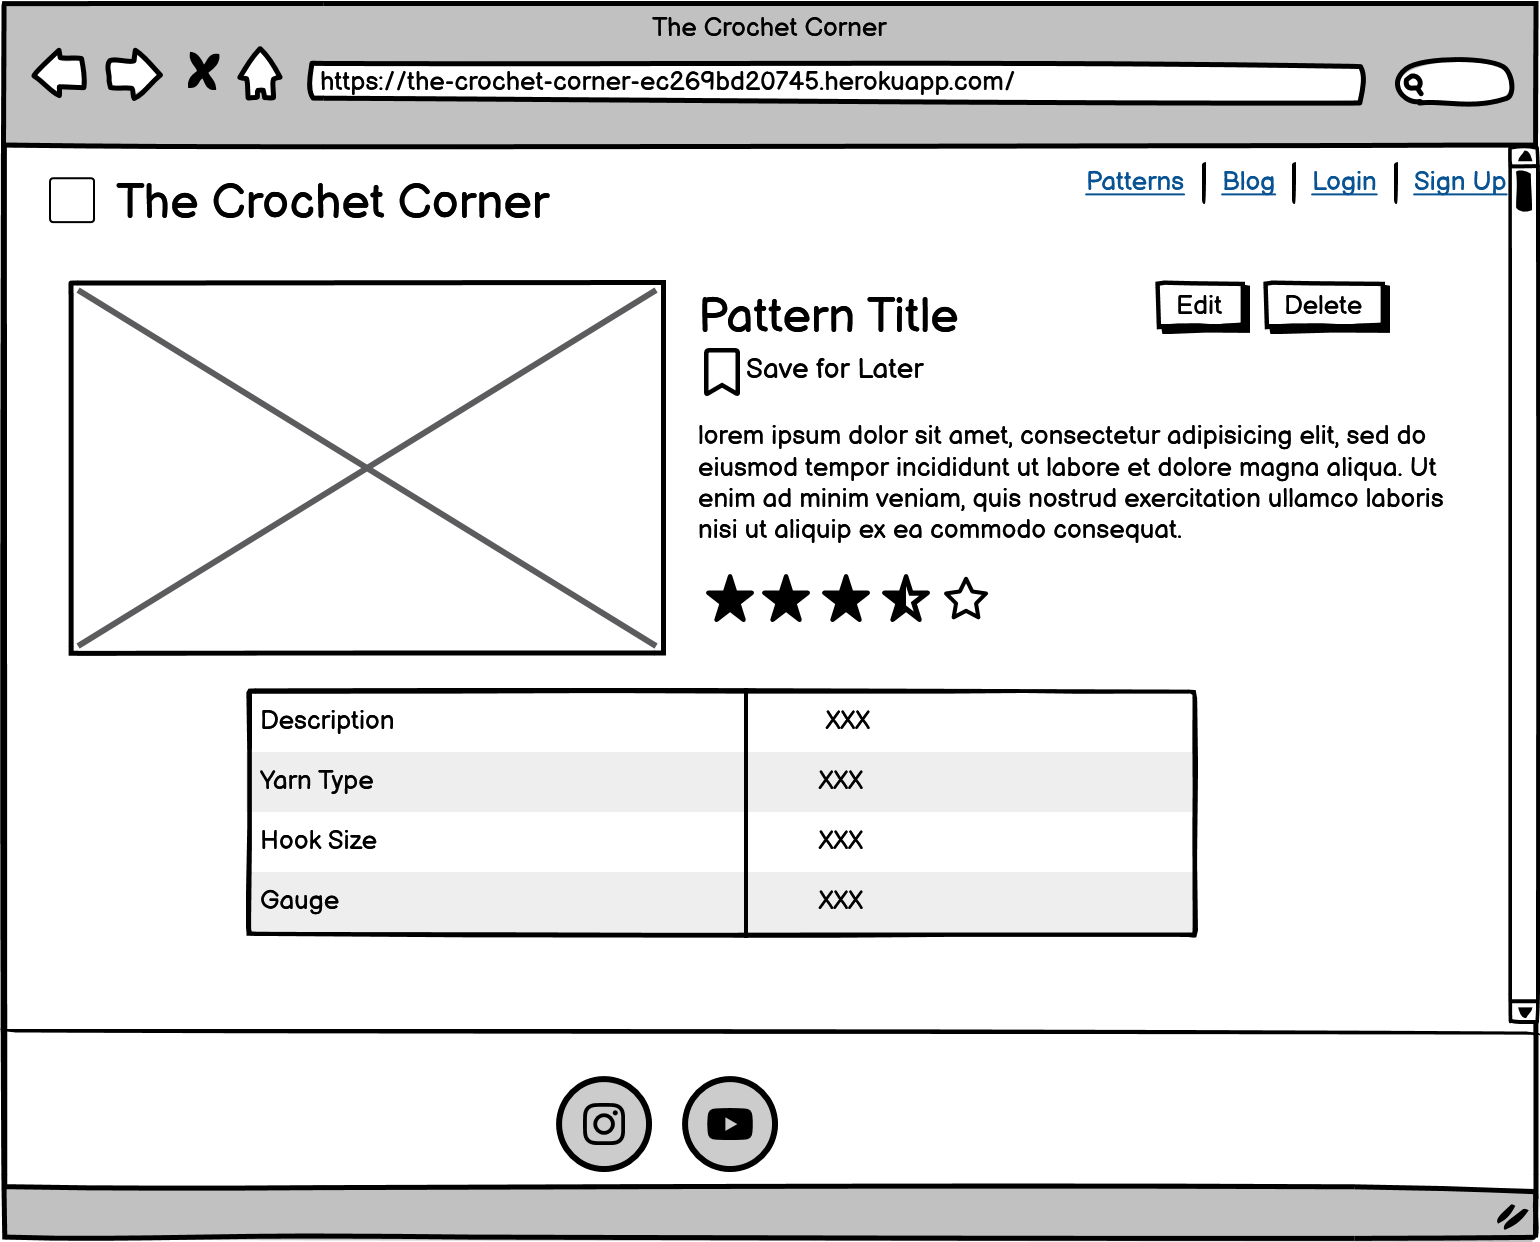 The Crochet Corner
https://the-crochet-corner-ec269bd20745.herokuapp.com/
The Crochet Corner
Patterns Blog Login Sign Up
Pattern Title
Edit Delete
Save for Later
lorem ipsum dolor sit amet, consectetur adipisicing elit, sed do
eiusmod tempor incididunt ut labore et dolore magna aliqua. Ut
enim ad minim veniam, quis nostrud exercitation ullamco laboris
nisi ut aliquip ex ea commodo consequat.
Description XXX
Yarn Type XXX
Hook Size XXX
Gauge XXX